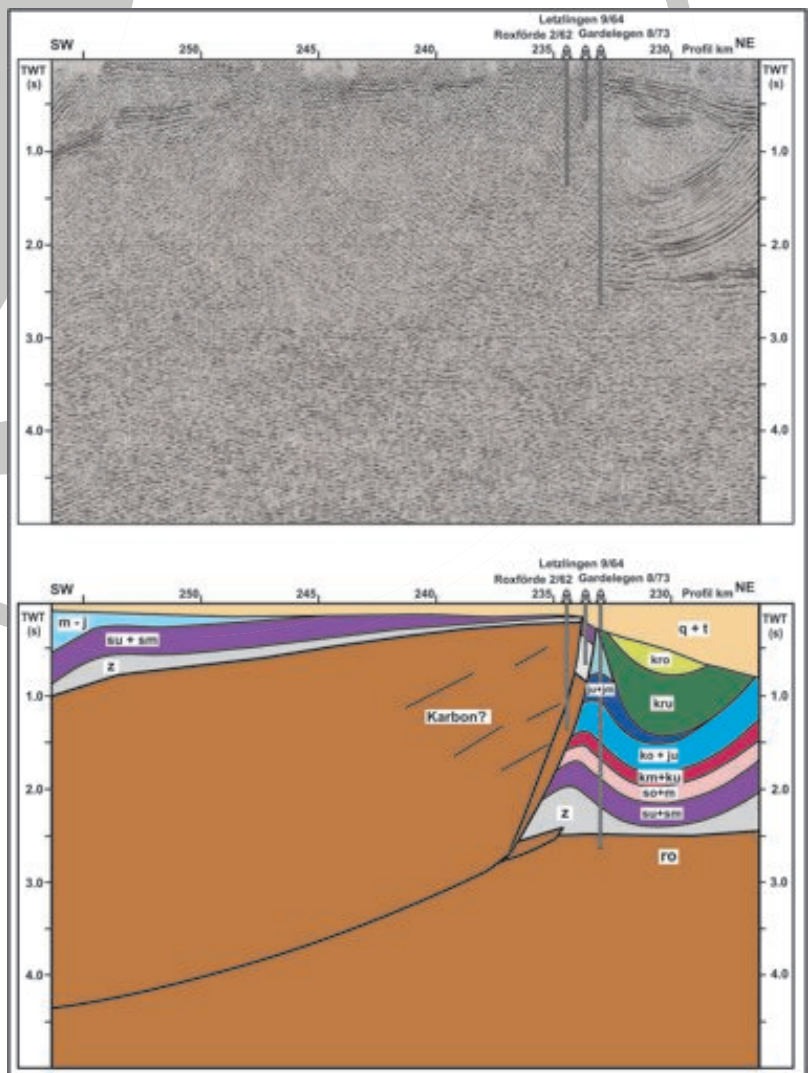 Letzlingen 9/64
Roxförde 2/62 Gardelegen 8/73
SW 250 245 240 235 230 Profil km NE
TWT (s) TWT (s)
1.0 1.0
2.0 2.0
3.0 3.0
4.0 4.0
Letzlingen 9/64
Roxförde 2/62 Gardelegen 8/73
SW 250 245 240 235 230 Profil km NE
TWT (s) TWT (s)
m - j q + t
su + sm kro
z
1.0 ju+jm kru 1.0
Karbon?
ko + ju
km+ku
2.0 so+m 2.0
z su+sm
ro
3.0 3.0
4.0 4.0